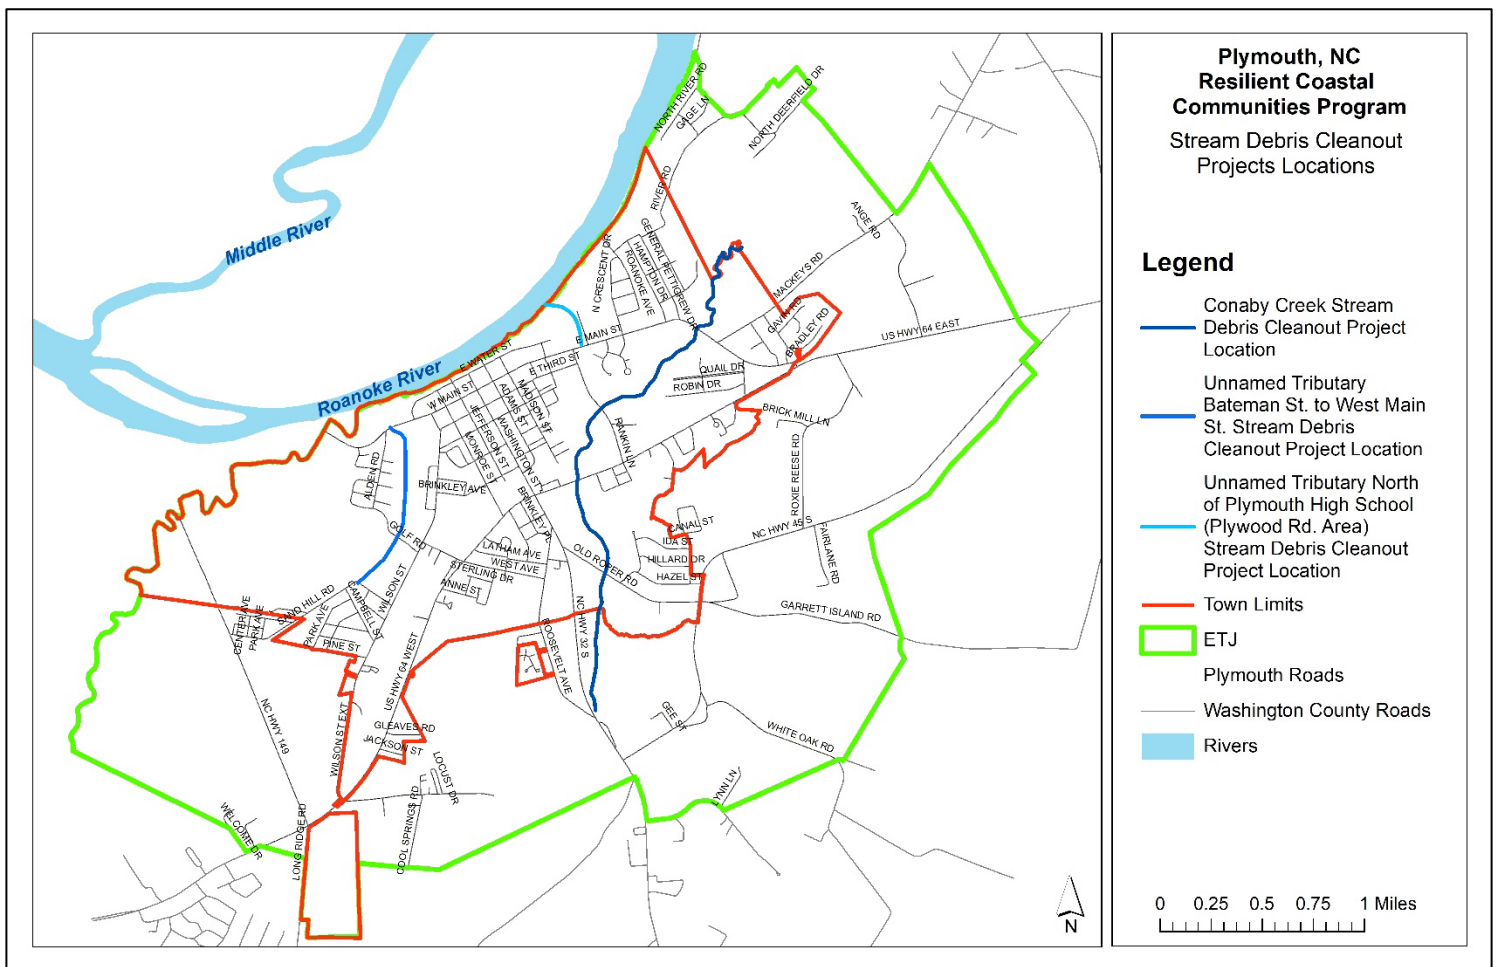 Plymouth, NC
Resilient Coastal
Communities Program
Stream Debris Cleanout
Projects Locations
Legend
Conaby Creek Stream
Debris Cleanout Project
Location
Unnamed Tributary
Bateman St. to West Main
St. Stream Debris
Cleanout Project Location
Unnamed Tributary North
of Plymouth High School
(Plywood Rd. Area)
Stream Debris Cleanout
Project Location
Town Limits
ETJ
Plymouth Roads
Washington County Roads
Rivers
0 0.25 0.5 0.75 1 Miles
N
Middle River
Roanoke River
NORTH RIVER RD
GAGE LN
NORTH DEERFIELD DR
RIVER RD
ANGE RD
GENERAL PETTIGREW DR
HAMPTON DR
ROANOKE AVE
N CRESCENT DR
MACKEYS RD
GAVIN RD
BRADLEY RD
US HWY 64 EAST
E MAIN ST
E WATER ST
E THIRD ST
QUAIL DR
ROBIN DR
W MAIN ST
MADISON ST
ADAMS ST
WASHINGTON ST
JEFFERSON ST
MONROE ST
BRICK MILL LN
RANKIN LN
ALDEN RD
BRINKLEY AVE
ROXIE REESE RD
BRINKLEY PL
GOLF RD
CANAL ST
NC HWY 45 S
IDA ST
FAIRLANE RD
LATHAM AVE
WEST AVE
STERLING DR
OLD ROPER RD
HILLARD DR
HAZEL ST
ANNE ST
WILSON ST
CAMPBELL ST
SAND HILL RD
PARK AVE
CENTER AVE
PARK AVE
PINE ST
NC HWY 32 S
GARRETT ISLAND RD
ROOSEVELT AVE
US HWY 64 WEST
NC HWY 149
WILSON ST EXT
GLEAVES RD
JACKSON ST
GEE ST
WHITE OAK RD
LOCUST DR
LYNN LN
COOL SPRINGS RD
WELCOME DR
LONG RIDGE RD